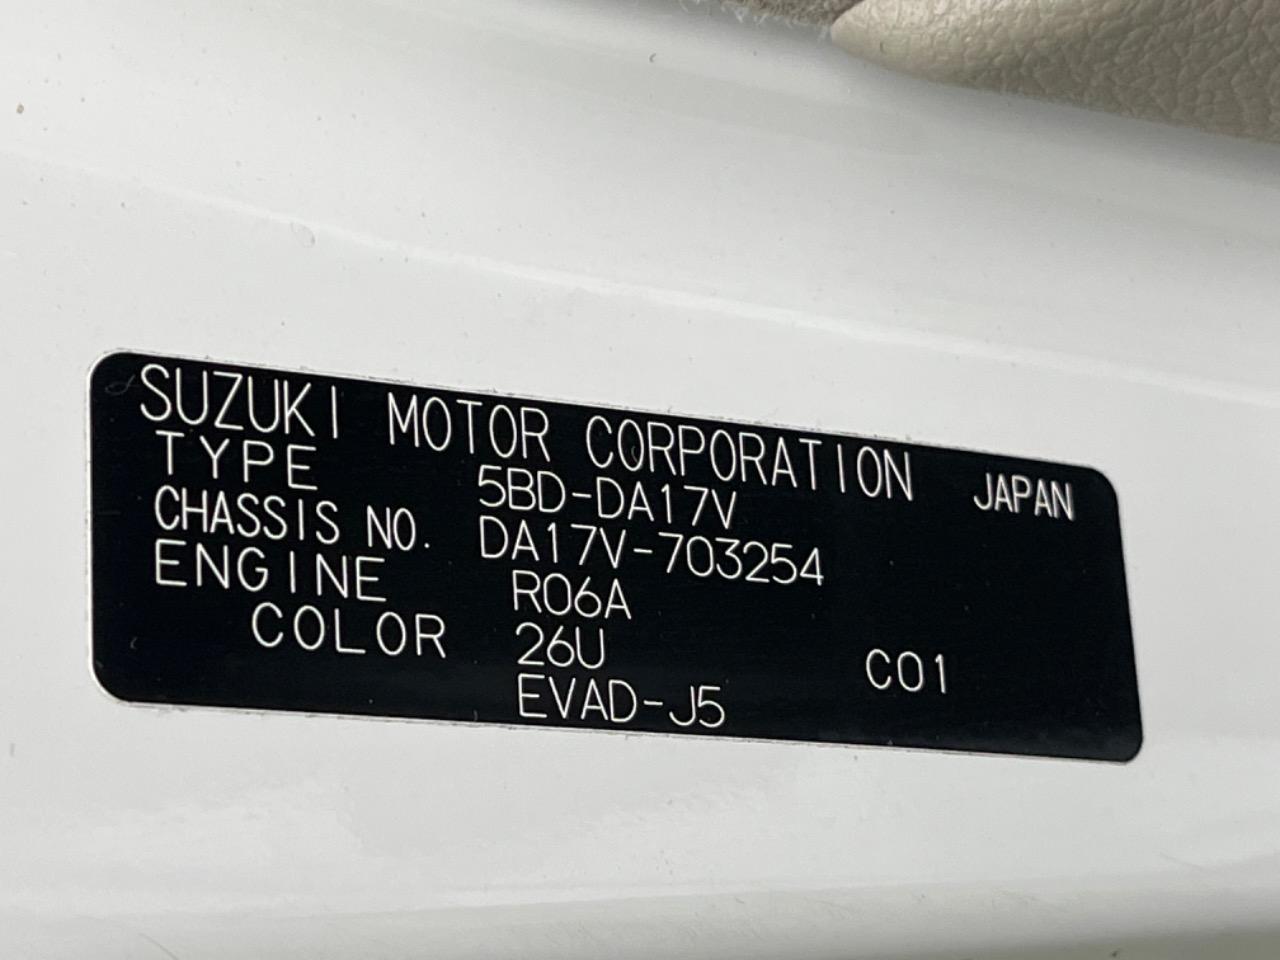 SUZUKI MOTOR CORPORATION JAPAN
TYPE 5BD-DA17V
CHASSIS NO. DA17V-703254
ENGINE R06A
COLOR 26U C01
EVAD-J5